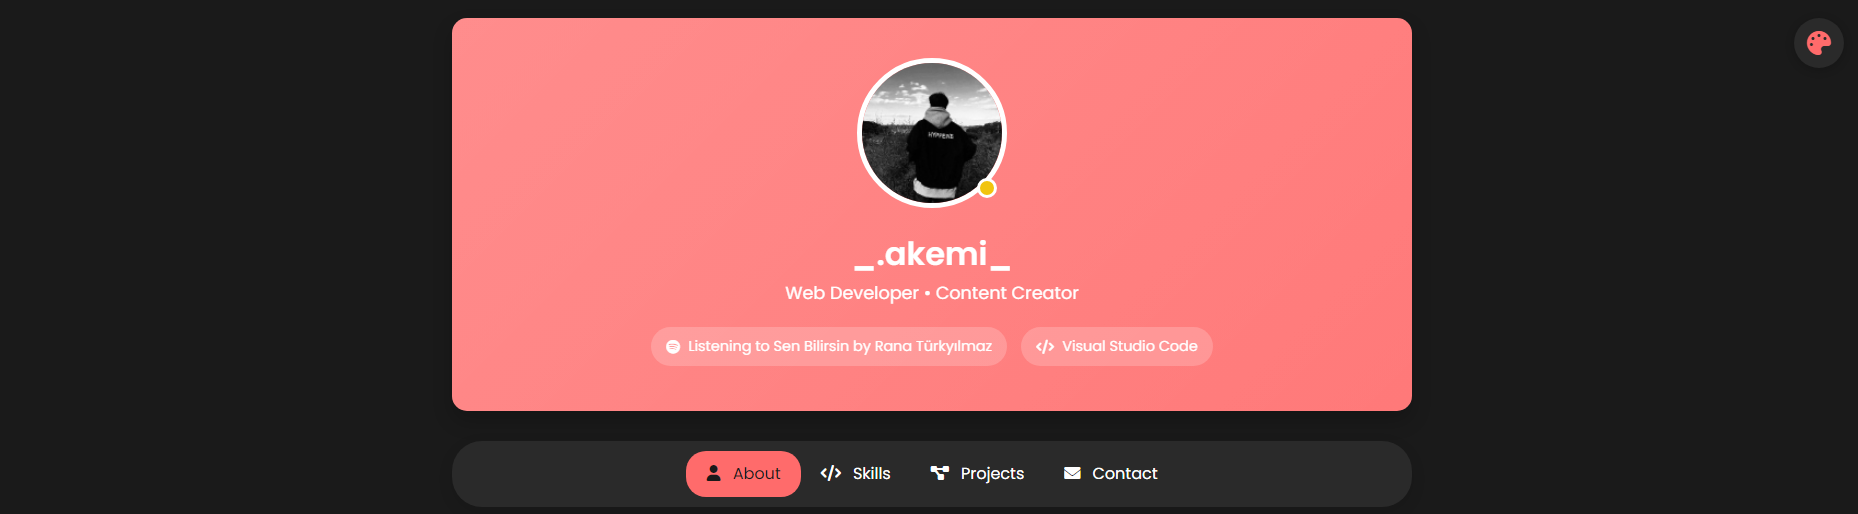 HYPFEND
_.akemi_
Web Developer • Content Creator
Listening to Sen Bilirsin by Rana Türkyılmaz
Visual Studio Code
About
Skills
Projects
Contact